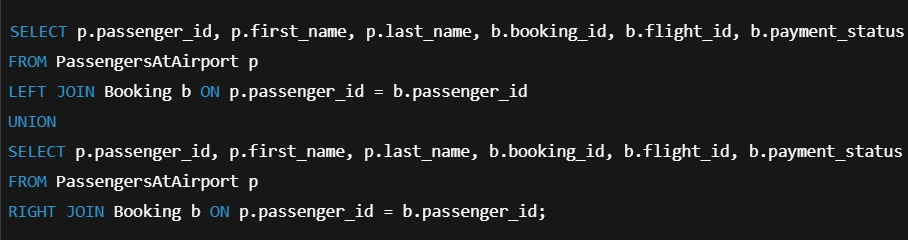 SELECT p.passenger_id, p.first_name, p.last_name, b.booking_id, b.flight_id, b.payment_status
FROM PassengersAtAirport p
LEFT JOIN Booking b ON p.passenger_id = b.passenger_id
UNION
SELECT p.passenger_id, p.first_name, p.last_name, b.booking_id, b.flight_id, b.payment_status
FROM PassengersAtAirport p
RIGHT JOIN Booking b ON p.passenger_id = b.passenger_id;